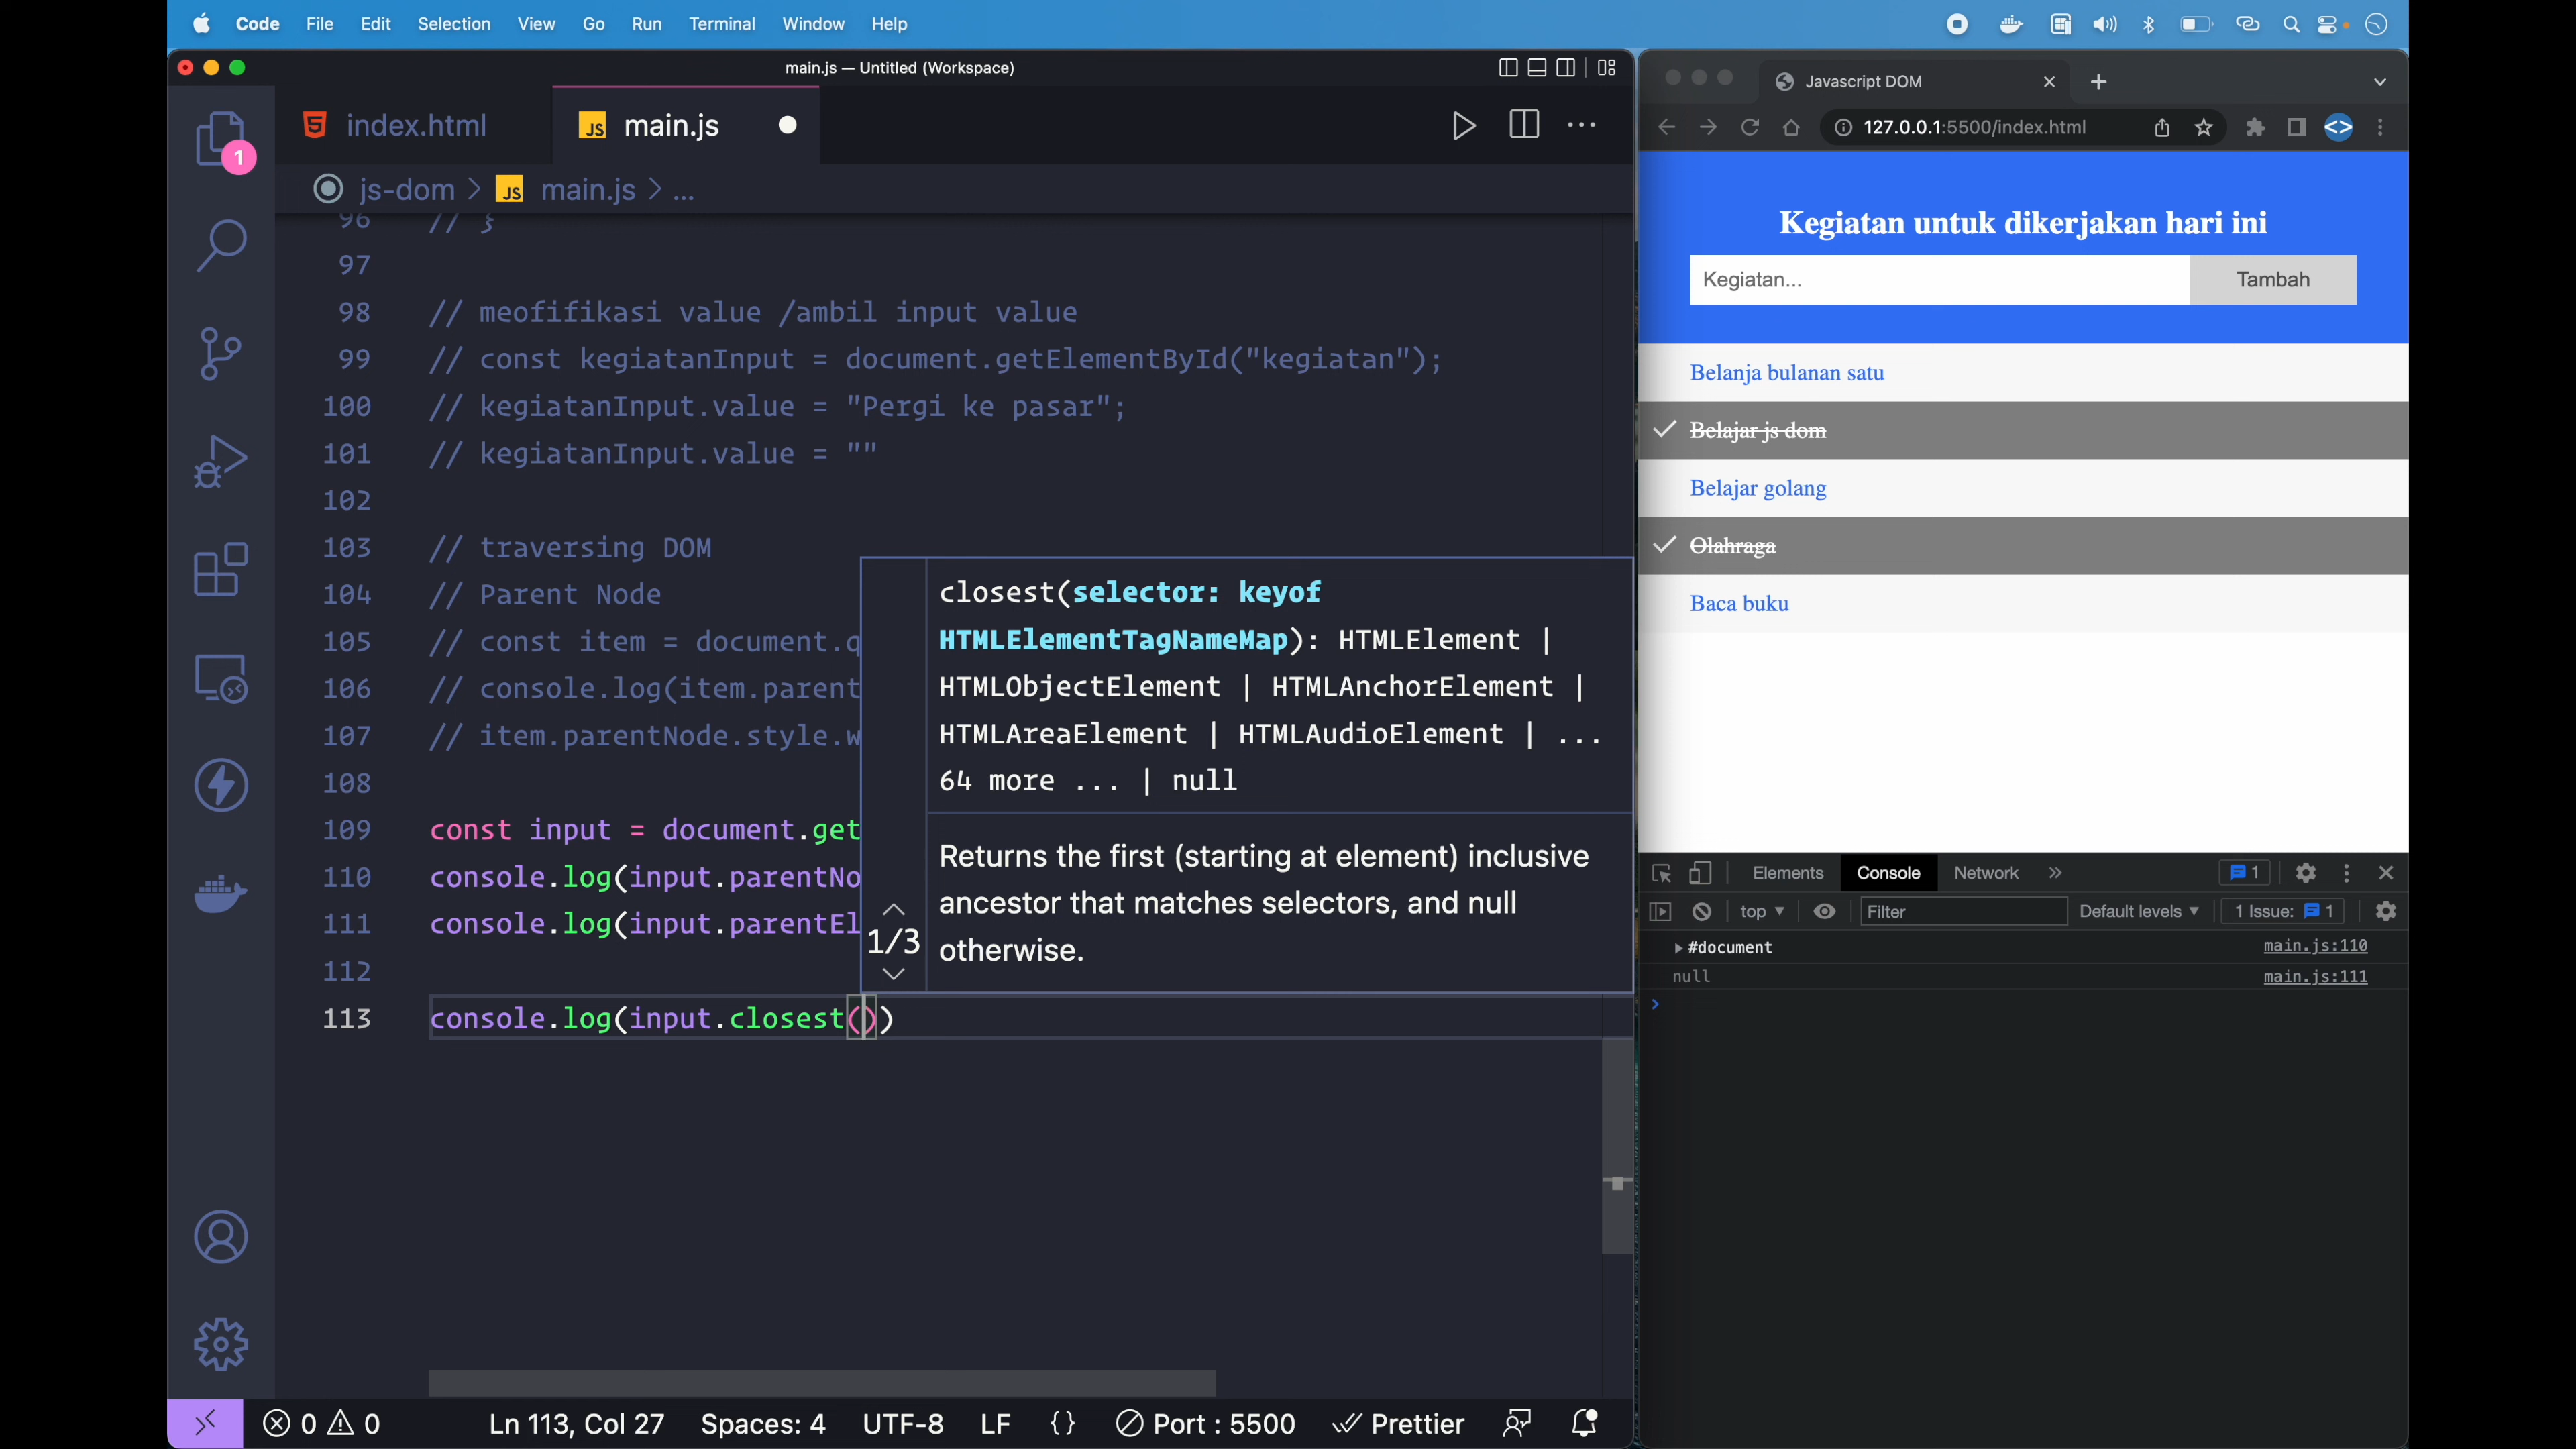 Code File Edit Selection View Go Run Terminal Window Help
main.js — Untitled (Workspace)
index.html
JS main.js
js-dom > JS main.js > ...
1
96 // }
97
98 // meofifikasi value /ambil input value
99 // const kegiatanInput = document.getElementById("kegiatan");
100 // kegiatanInput.value = "Pergi ke pasar";
101 // kegiatanInput.value = ""
102
103 // traversing DOM
104 // Parent Node
105 // const item = document.q
106 // console.log(item.parent
107 // item.parentNode.style.w
108
109 const input = document.get
110 console.log(input.parentNo
111 console.log(input.parentEl
112
113 console.log(input.closest())
closest(selector: keyof
HTMLElementTagNameMap): HTMLElement |
HTMLObjectElement | HTMLAnchorElement |
HTMLAreaElement | HTMLAudioElement | ...
64 more ... | null
1/3
Returns the first (starting at element) inclusive
ancestor that matches selectors, and null
otherwise.
0 0 Ln 113, Col 27 Spaces: 4 UTF-8 LF {} Port : 5500 Prettier
Javascript DOM
127.0.0.1:5500/index.html
Kegiatan untuk dikerjakan hari ini
Kegiatan... Tambah
Belanja bulanan satu
Belajar js dom
Belajar golang
Olahraga
Baca buku
Elements Console Network » 1
top Filter Default levels 1 Issue: 1
#document main.js:110
null main.js:111